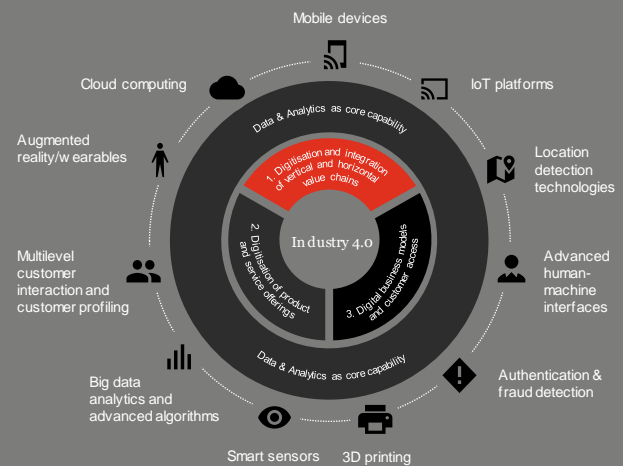 Mobile devices
Cloud computing
IoT platforms
Data & Analytics as core capability
Augmented
reality/wearables
1. Digitisation and integration
of vertical and horizontal
value chains
Location
detection
technologies
Industry 4.0
2. Digitisation of product
and service offerings
3. Digital business models
and customer access
Multilevel
customer
interaction and
customer profiling
Advanced
human-
machine
interfaces
Data & Analytics as core capability
Big data
analytics and
advanced algorithms
Authentication &
fraud detection
Smart sensors
3D printing